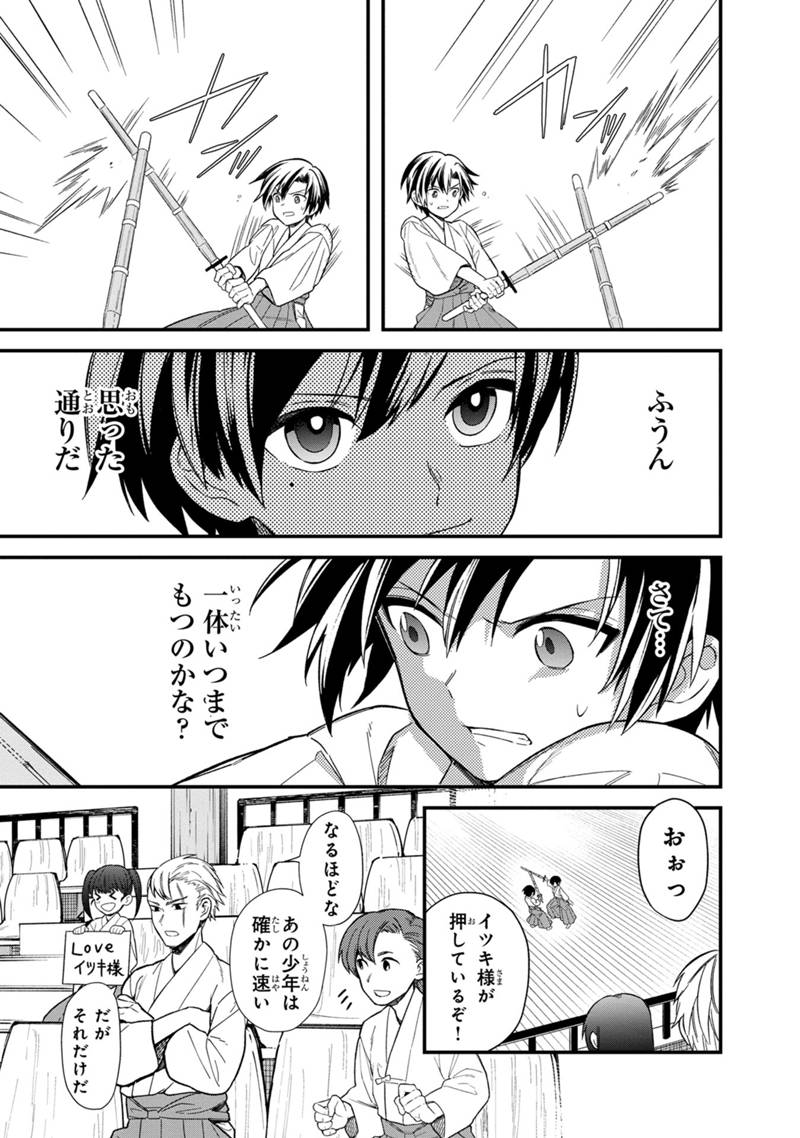 カッ
カッ
ふうん
思った
通りだ
さて…
一体いつまで
もつのかな？
おぉっ
イツキ様が
押しているぞ！
なるほどな
あの少年は
確かに速い
だが
それだけだ
Love
イツキ様